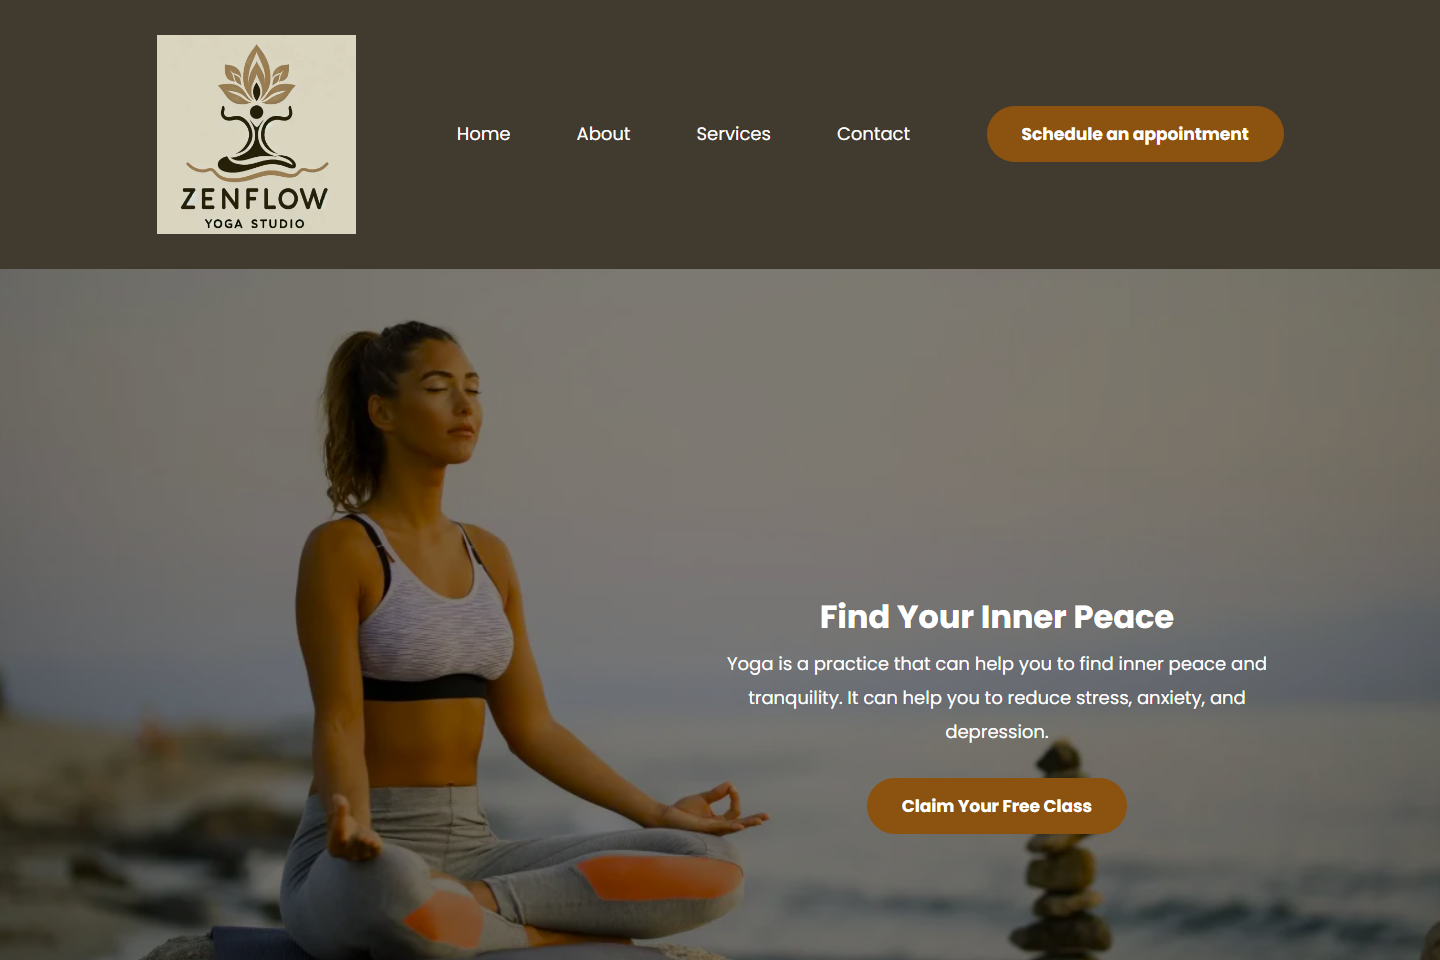 ZENFLOW
YOGA STUDIO
Home
About
Services
Contact
Schedule an appointment
Find Your Inner Peace
Yoga is a practice that can help you to find inner peace and
tranquility. It can help you to reduce stress, anxiety, and
depression.
Claim Your Free Class